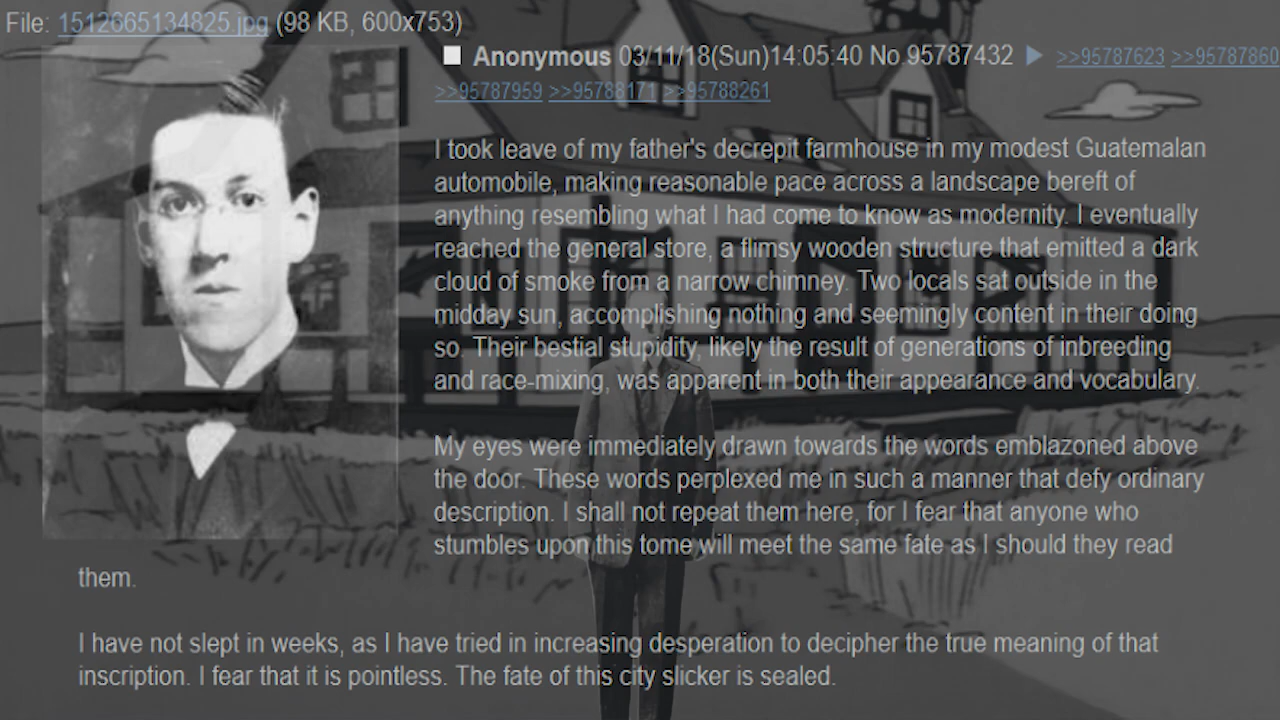 File: 1512665134825.jpg (98 KB, 600x753)
Anonymous 03/11/18(Sun)14:05:40 No.95787432 ▶ >>95787623 >>95787860
>>95787959 >>95788171 >>95788261
I took leave of my father's decrepit farmhouse in my modest Guatemalan
automobile, making reasonable pace across a landscape bereft of
anything resembling what I had come to know as modernity. I eventually
reached the general store, a flimsy wooden structure that emitted a dark
cloud of smoke from a narrow chimney. Two locals sat outside in the
midday sun, accomplishing nothing and seemingly content in their doing
so. Their bestial stupidity, likely the result of generations of inbreeding
and race-mixing, was apparent in both their appearance and vocabulary.
My eyes were immediately drawn towards the words emblazoned above
the door. These words perplexed me in such a manner that defy ordinary
description. I shall not repeat them here, for I fear that anyone who
stumbles upon this tome will meet the same fate as I should they read
them.
I have not slept in weeks, as I have tried in increasing desperation to decipher the true meaning of that
inscription. I fear that it is pointless. The fate of this city slicker is sealed.